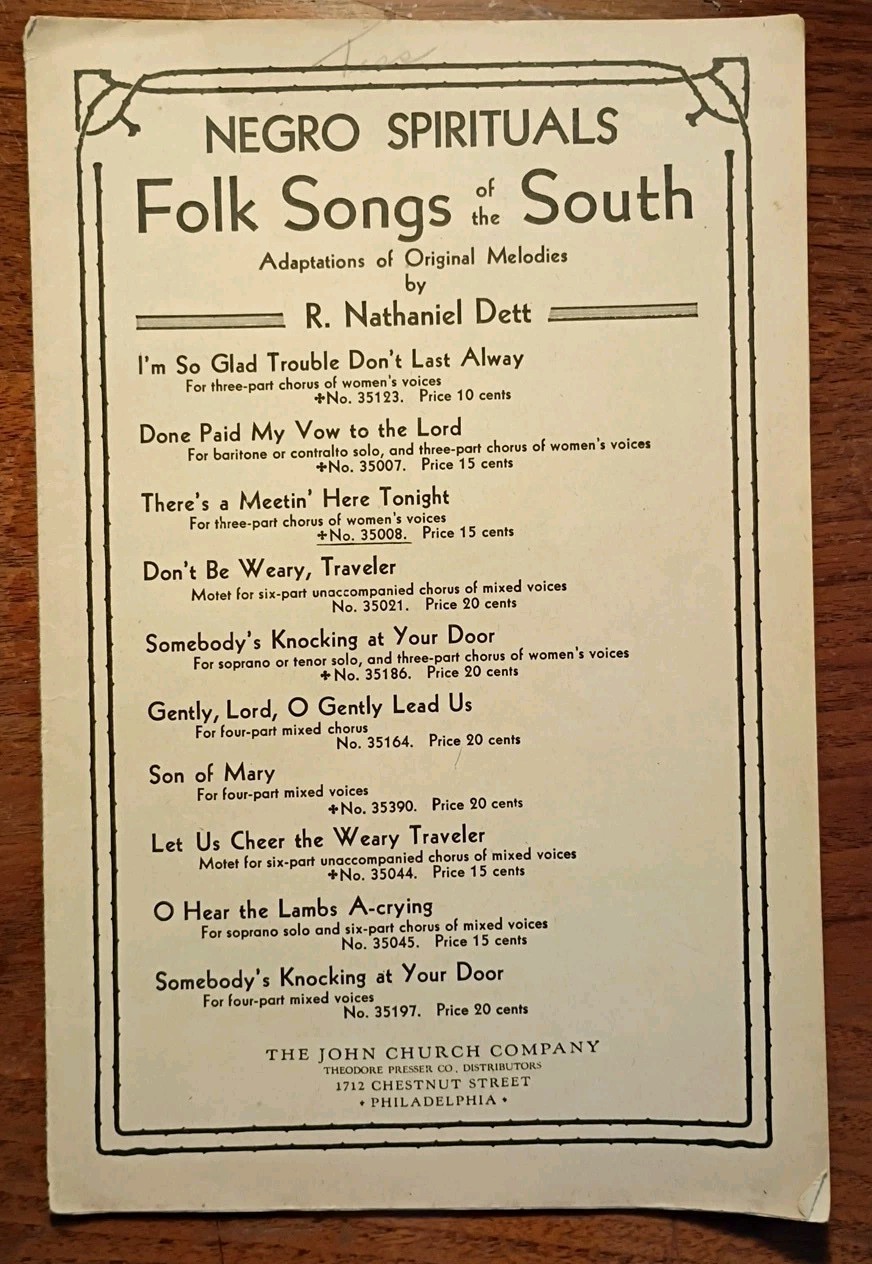 NEGRO SPIRITUALS
Folk Songs of the South
Adaptations of Original Melodies
by
R. Nathaniel Dett
I'm So Glad Trouble Don't Last Alway
For three-part chorus of women's voices
✢No. 35123. Price 10 cents
Done Paid My Vow to the Lord
For baritone or contralto solo, and three-part chorus of women's voices
✢No. 35007. Price 15 cents
There's a Meetin' Here Tonight
For three-part chorus of women's voices
✢No. 35008. Price 15 cents
Don't Be Weary, Traveler
Motet for six-part unaccompanied chorus of mixed voices
No. 35021. Price 20 cents
Somebody's Knocking at Your Door
For soprano or tenor solo, and three-part chorus of women's voices
✢No. 35186. Price 20 cents
Gently, Lord, O Gently Lead Us
For four-part mixed chorus
No. 35164. Price 20 cents
Son of Mary
For four-part mixed voices
✢No. 35390. Price 20 cents
Let Us Cheer the Weary Traveler
Motet for six-part unaccompanied chorus of mixed voices
✢No. 35044. Price 15 cents
O Hear the Lambs A-crying
For soprano solo and six-part chorus of mixed voices
No. 35045. Price 15 cents
Somebody's Knocking at Your Door
For four-part mixed voices
No. 35197. Price 20 cents
THE JOHN CHURCH COMPANY
THEODORE PRESSER CO., DISTRIBUTORS
1712 CHESTNUT STREET
♦ PHILADELPHIA ♦